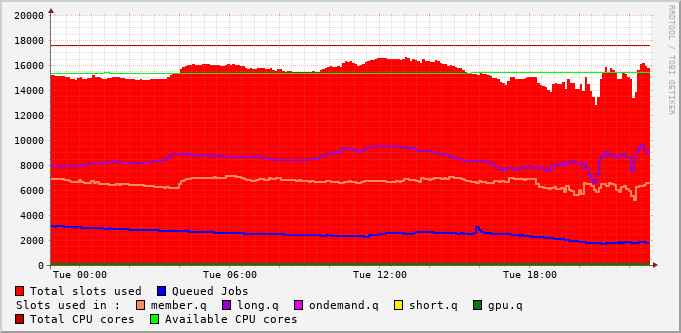 20000
18000
16000
14000
12000
10000
8000
6000
4000
2000
0
Tue 00:00 Tue 06:00 Tue 12:00 Tue 18:00
RRDTOOL / TOBI OETIKER
Total slots used Queued Jobs
Slots used in : member.q long.q ondemand.q short.q gpu.q
Total CPU cores Available CPU cores